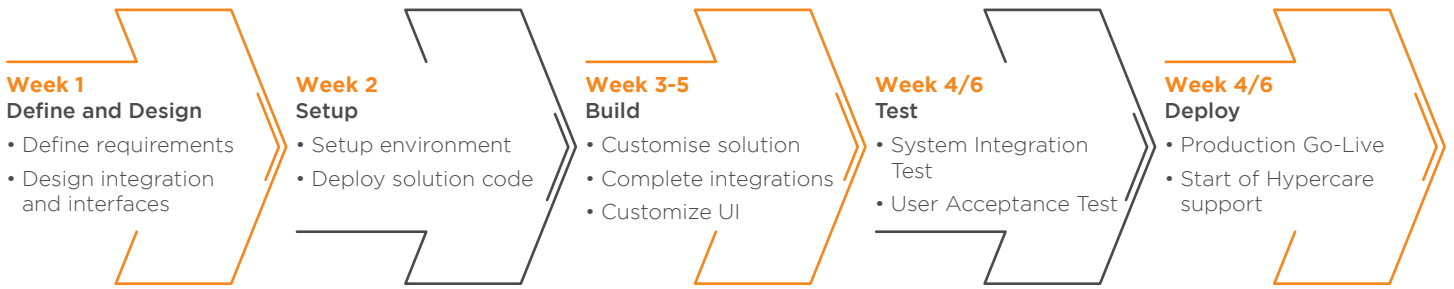 Week 1
Define and Design
• Define requirements
• Design integration
and interfaces
Week 2
Setup
• Setup environment
• Deploy solution code
Week 3-5
Build
• Customise solution
• Complete integrations
• Customize UI
Week 4/6
Test
• System Integration
Test
• User Acceptance Test
Week 4/6
Deploy
• Production Go-Live
• Start of Hypercare
support